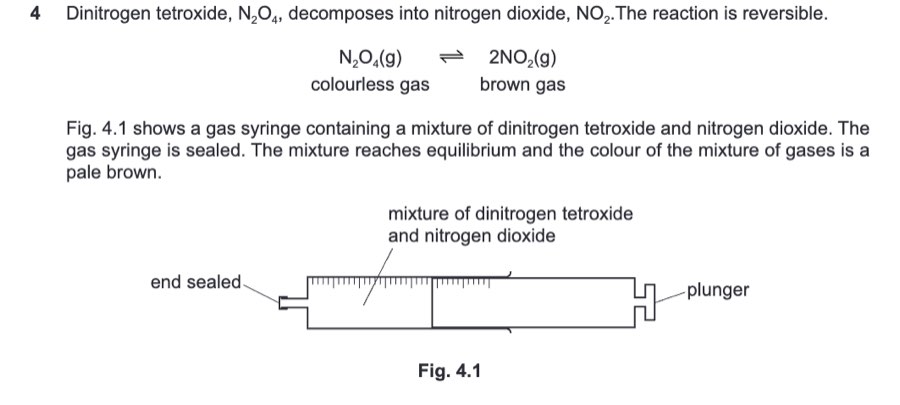 4 Dinitrogen tetroxide, N₂O₄, decomposes into nitrogen dioxide, NO₂.The reaction is reversible.
N₂O₄(g) ⇌ 2NO₂(g)
colourless gas brown gas
Fig. 4.1 shows a gas syringe containing a mixture of dinitrogen tetroxide and nitrogen dioxide. The
gas syringe is sealed. The mixture reaches equilibrium and the colour of the mixture of gases is a
pale brown.
mixture of dinitrogen tetroxide
and nitrogen dioxide
end sealed
plunger
Fig. 4.1